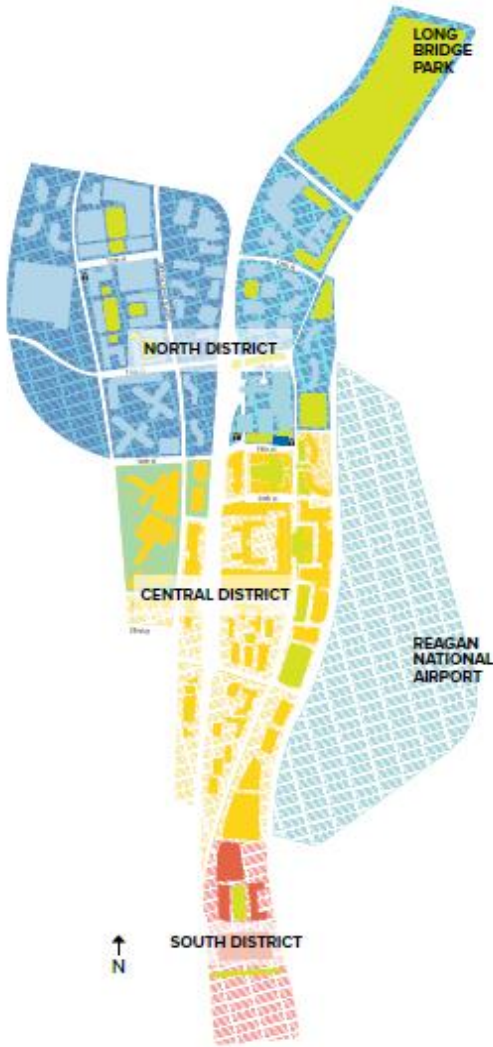 LONG
BRIDGE
PARK
NORTH DISTRICT
CENTRAL DISTRICT
REAGAN
NATIONAL
AIRPORT
SOUTH DISTRICT
N